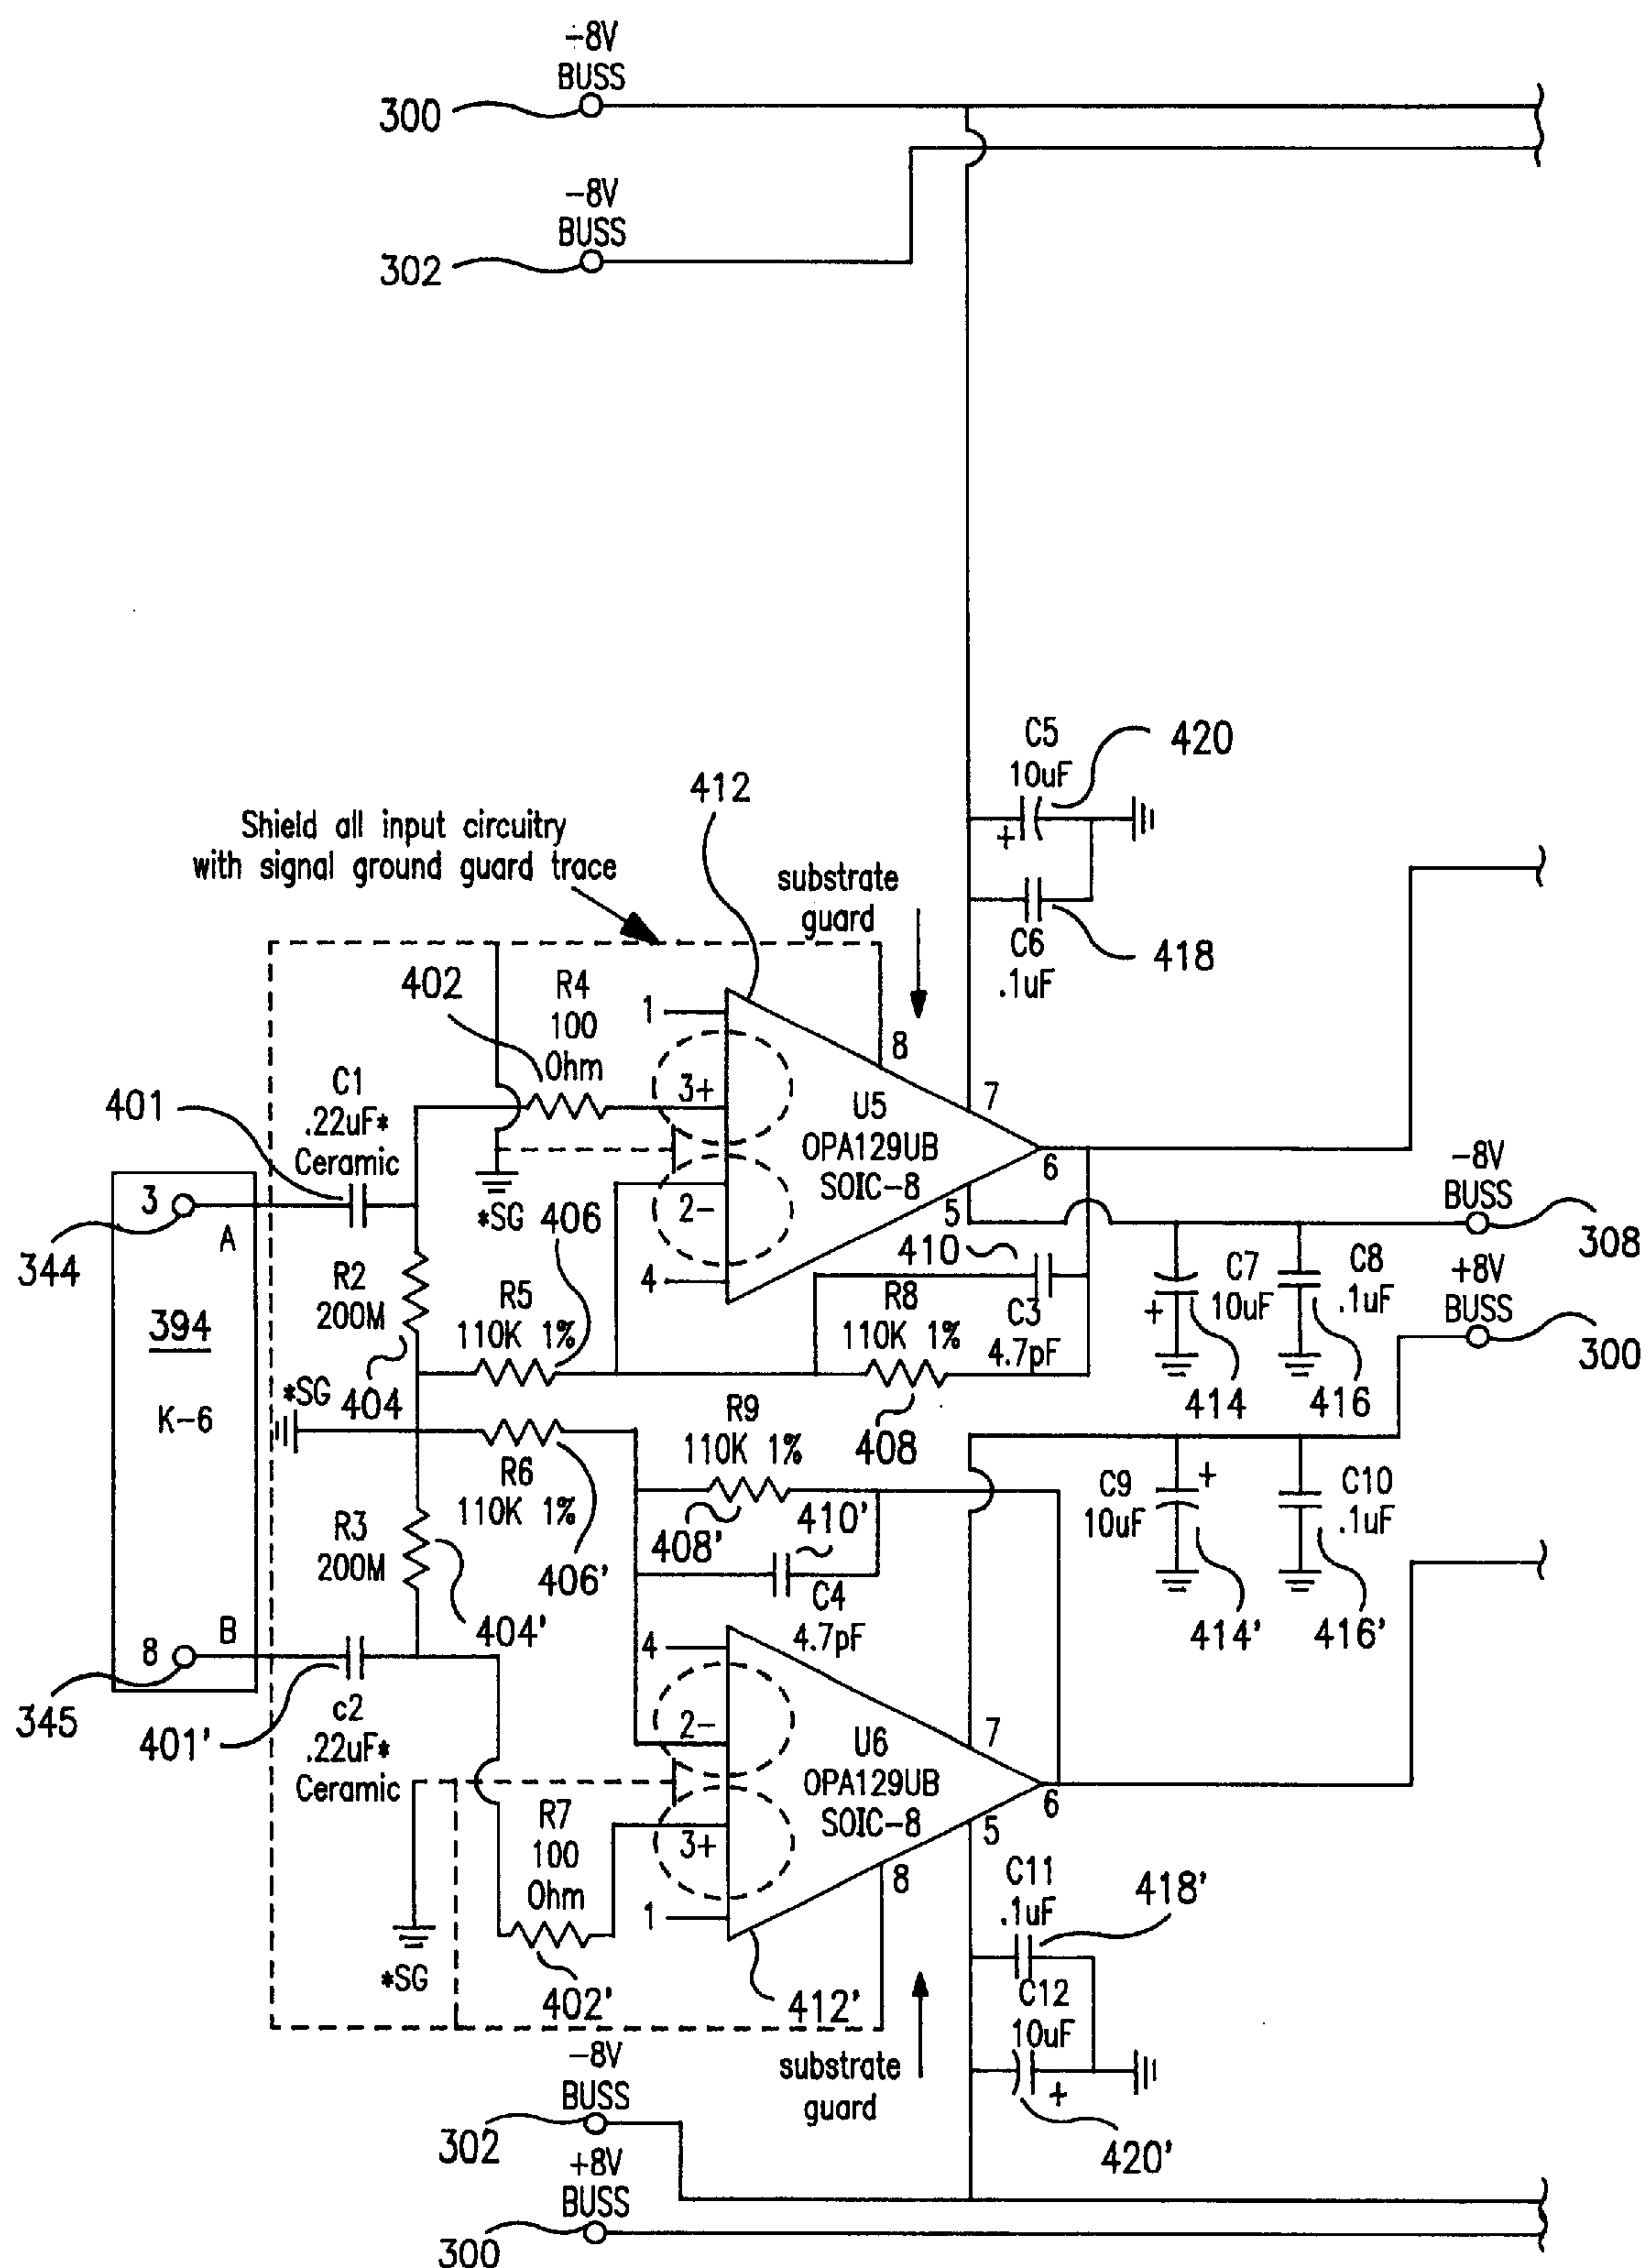 -8V
BUSS
300
-8V
BUSS
302
C5
10uF
420
412
Shield all input circuitry
with signal ground guard trace
substrate
guard
C6
.1uF
418
402
R4
100
Ohm
1
8
C1
.22uF*
Ceramic
401
3+
7
U5
OPA129UB
SOIC-8
6
-8V
BUSS
3
A
*SG
406
2-
5
344
410
308
R2
200M
4
C3
4.7pF
C7
10uF
C8
.1uF
+8V
BUSS
+
R5
110K 1%
R8
110K 1%
394
300
*SG
404
414
416
K-6
R9
110K 1%
408
R6
110K 1%
C9
10uF
+
C10
.1uF
408'
410'
R3
200M
406'
C4
4.7pF
404'
414'
416'
8
B
4
345
401'
c2
.22uF*
Ceramic
2-
7
U6
OPA129UB
SOIC-8
6
R7
100
Ohm
3+
5
8
1
C11
.1uF
418'
*SG
402'
412'
C12
10uF
+
-8V
BUSS
substrate
guard
302
420'
+8V
BUSS
300
+